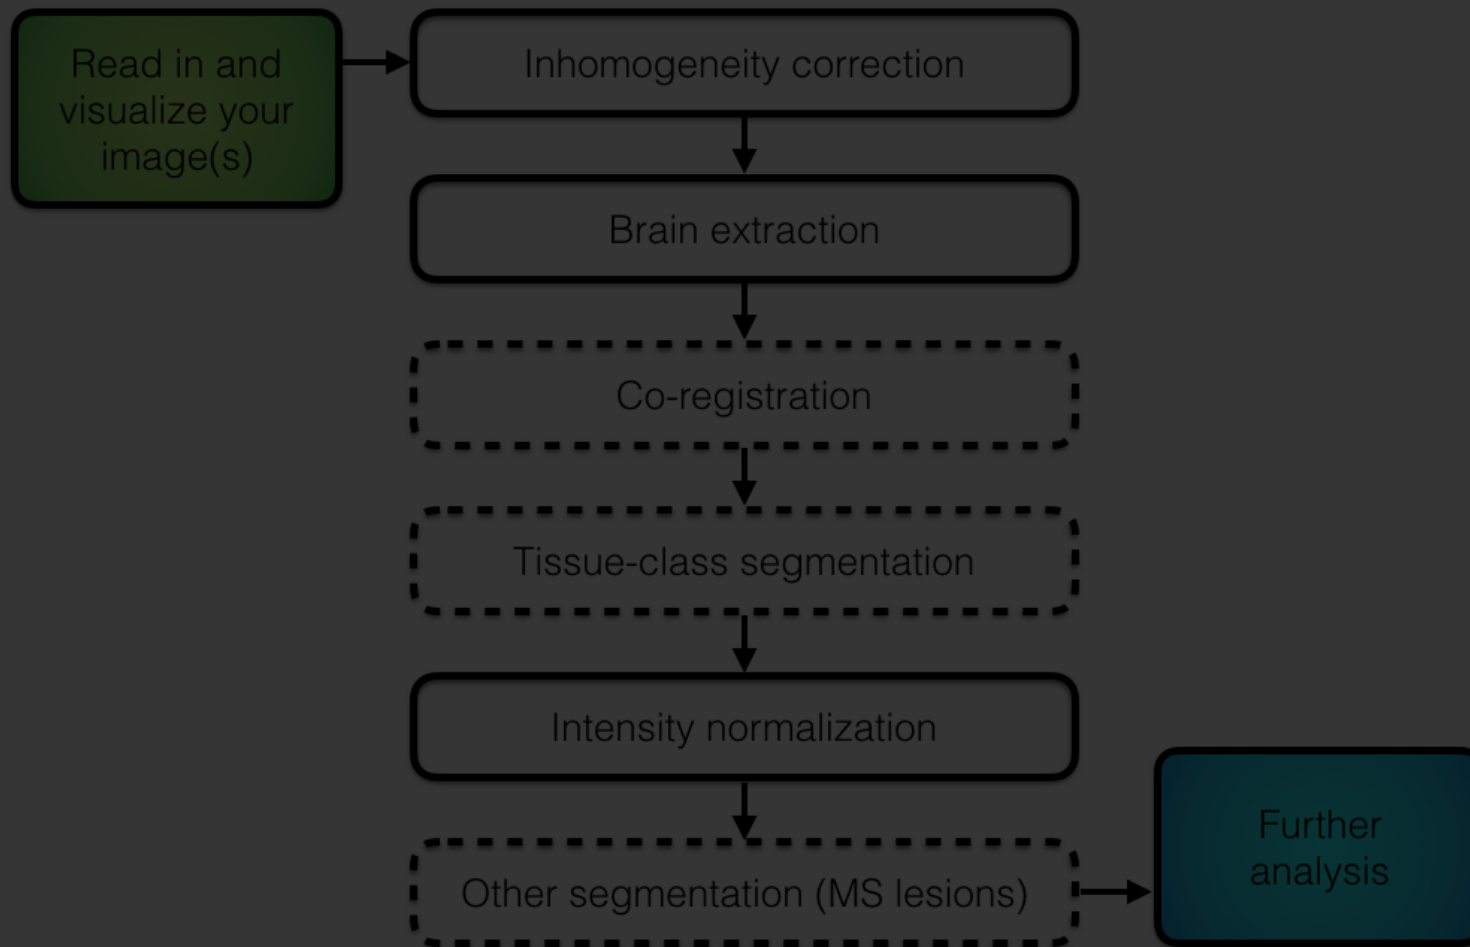 Read in and
visualize your
image(s)
Inhomogeneity correction
Brain extraction
Co-registration
Tissue-class segmentation
Intensity normalization
Other segmentation (MS lesions)
Further
analysis